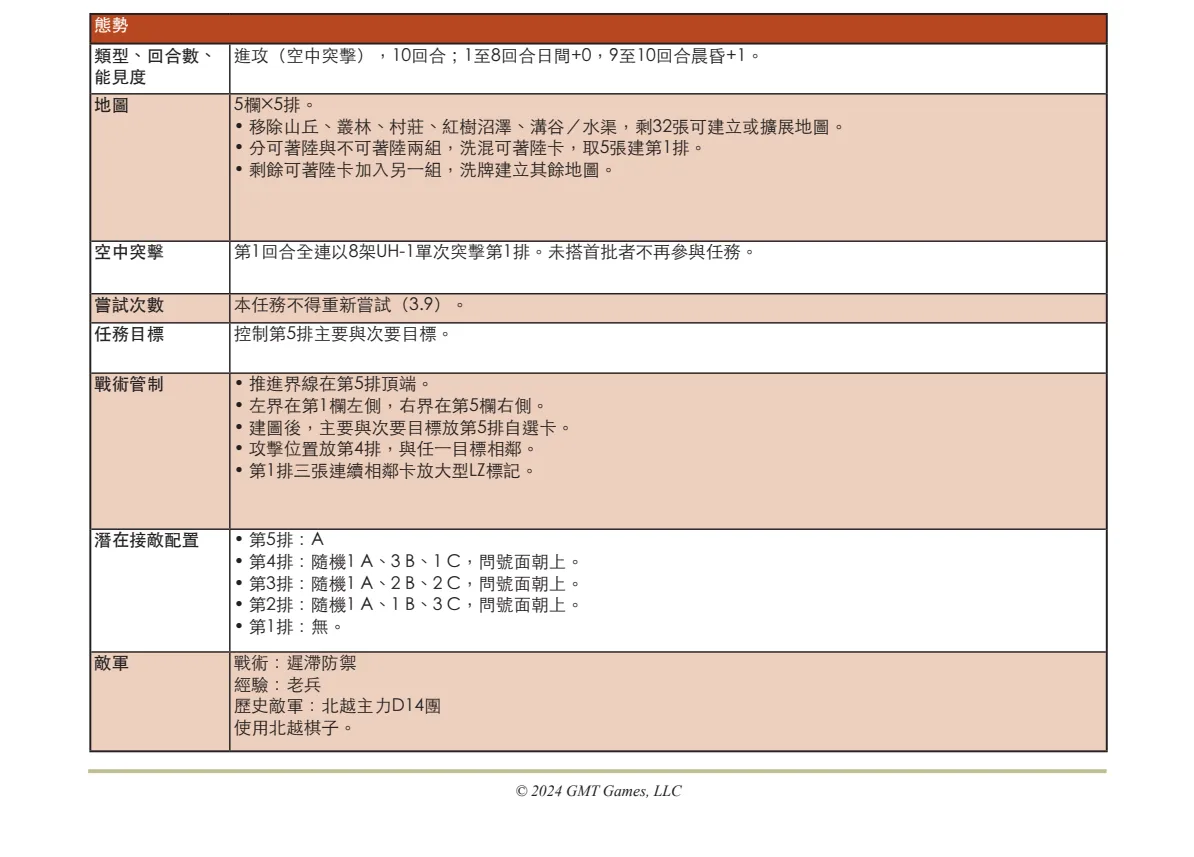 態勢
類型、回合數、能見度
進攻（空中突擊），10回合；1至8回合日間+0，9至10回合晨昏+1。
地圖
5欄×5排。
• 移除山丘、叢林、村莊、紅樹沼澤、溝谷／水渠，剩32張可建立或擴展地圖。
• 分可著陸與不可著陸兩組，洗混可著陸卡，取5張建第1排。
• 剩餘可著陸卡加入另一組，洗牌建立其餘地圖。
空中突擊
第1回合全連以8架UH-1單次突擊第1排。未搭首批者不再參與任務。
嘗試次數
本任務不得重新嘗試（3.9）。
任務目標
控制第5排主要與次要目標。
戰術管制
• 推進界線在第5排頂端。
• 左界在第1欄左側，右界在第5欄右側。
• 建圖後，主要與次要目標放第5排自選卡。
• 攻擊位置放第4排，與任一目標相鄰。
• 第1排三張連續相鄰卡放大型LZ標記。
潛在接敵配置
• 第5排：A
• 第4排：隨機1 A、3 B、1 C，問號面朝上。
• 第3排：隨機1 A、2 B、2 C，問號面朝上。
• 第2排：隨機1 A、1 B、3 C，問號面朝上。
• 第1排：無。
敵軍
戰術：遲滯防禦
經驗：老兵
歷史敵軍：北越主力D14團
使用北越棋子。
© 2024 GMT Games, LLC